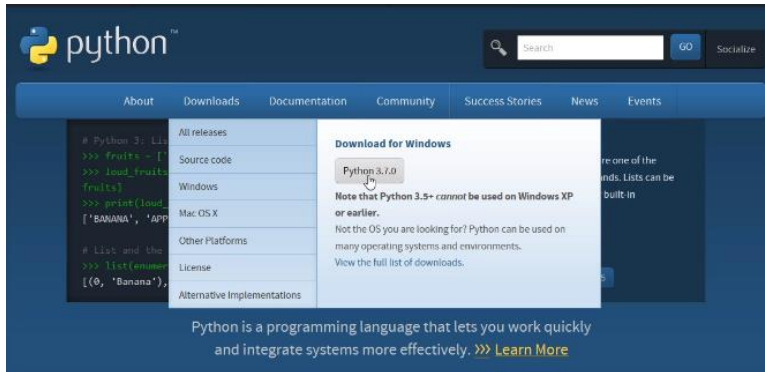 python™
Search
GO
Socialize
About Downloads Documentation Community Success Stories News Events
# Python 3: Lis
>>> fruits = ['
>>> loud_fruits
fruits]
>>> print(loud_
['BANANA', 'APP
# List and the
>>> list(enumer
[(0, 'Banana'),
All releases
Source code
Windows
Mac OS X
Other Platforms
License
Alternative Implementations
Download for Windows
Python 3.7.0
Note that Python 3.5+ cannot be used on Windows XP
or earlier.
Not the OS you are looking for? Python can be used on
many operating systems and environments.
View the full list of downloads.
re one of the
nds. Lists can be
built-in
Python is a programming language that lets you work quickly
and integrate systems more effectively. >>> Learn More